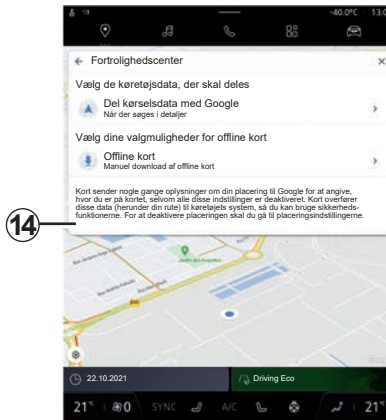 -40.0°C 13:0
Fortrolighedscenter
Vælg de køretøjsdata, der skal deles
Del kørselsdata med Google
Når der søges i detaljer
Vælg dine valgmuligheder for offline kort
Offline kort
Manuel download af offline kort
Kort sender nogle gange oplysninger om din placering til Google for at angive,
hvor du er på kortet, selvom alle disse indstillinger er deaktiveret. Kort overfører
disse data (herunder din rute) til køretøjets system, så du kan bruge sikkerheds-
funktionerne. For at deaktivere placeringen skal du gå til placeringsindstillingerne.
14
22.10.2021 Driving Eco
21°C 0 SYNC A/C 21°